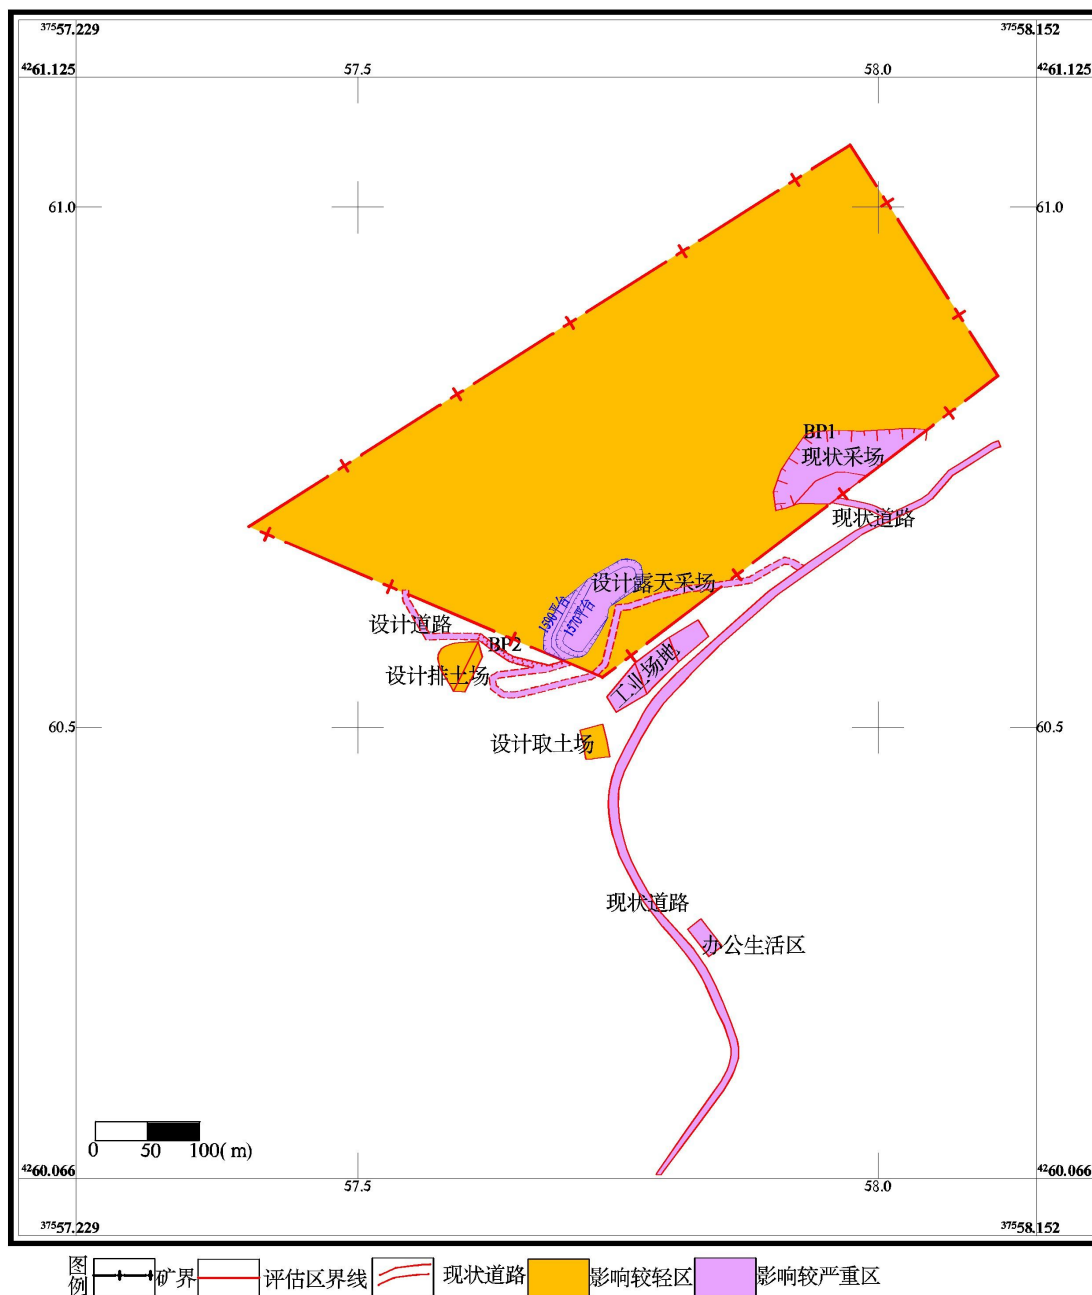 ³⁷⁵⁵57.229
³⁷⁵⁵58.152
⁴²61.125
57.5
58.0
⁴²61.125
61.0
61.0
BP1
现状采场
现状道路
设计露天采场
1590平台
1570平台
设计道路
BP2
设计排土场
工业场地
60.5
设计取土场
60.5
现状道路
办公生活区
0 50 100( m)
⁴²60.066
57.5
58.0
⁴²60.066
³⁷⁵⁵57.229
³⁷⁵⁵58.152
图例
矿界 评估区界线 现状道路 影响较轻区 影响较严重区